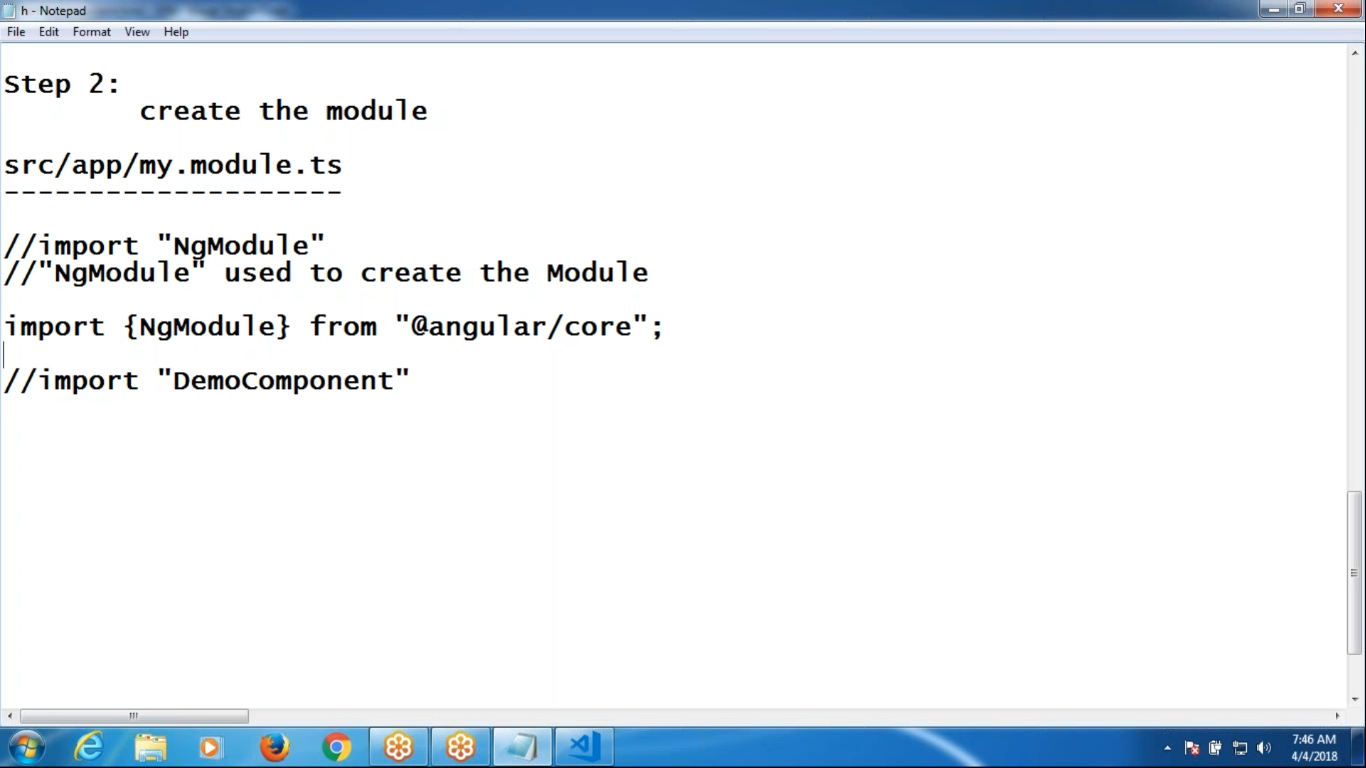 h - Notepad
File Edit Format View Help
Step 2:
create the module
src/app/my.module.ts
--------------------
//import "NgModule"
//"NgModule" used to create the Module
import {NgModule} from "@angular/core";
//import "DemoComponent"
7:46 AM
4/4/2018